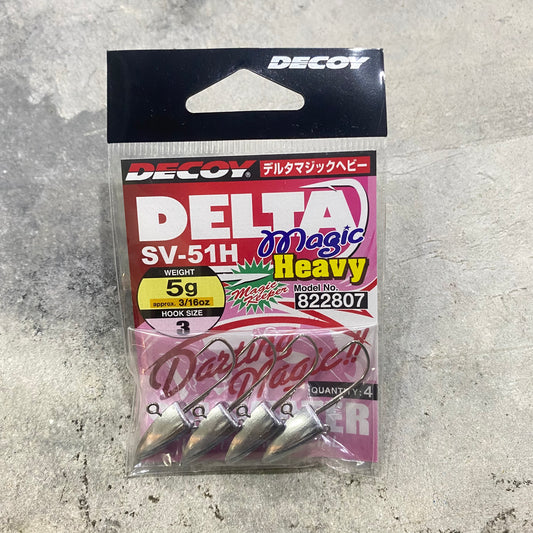 DECOY
DECOY® デルタマジックヘビー
DELTA
SV-51H Magic
Heavy
WEIGHT
5g
approx. 3/16oz
HOOK SIZE
3
Magic Keeper
Model No.
822807
Darting
Magic!!
QUANTITY:4